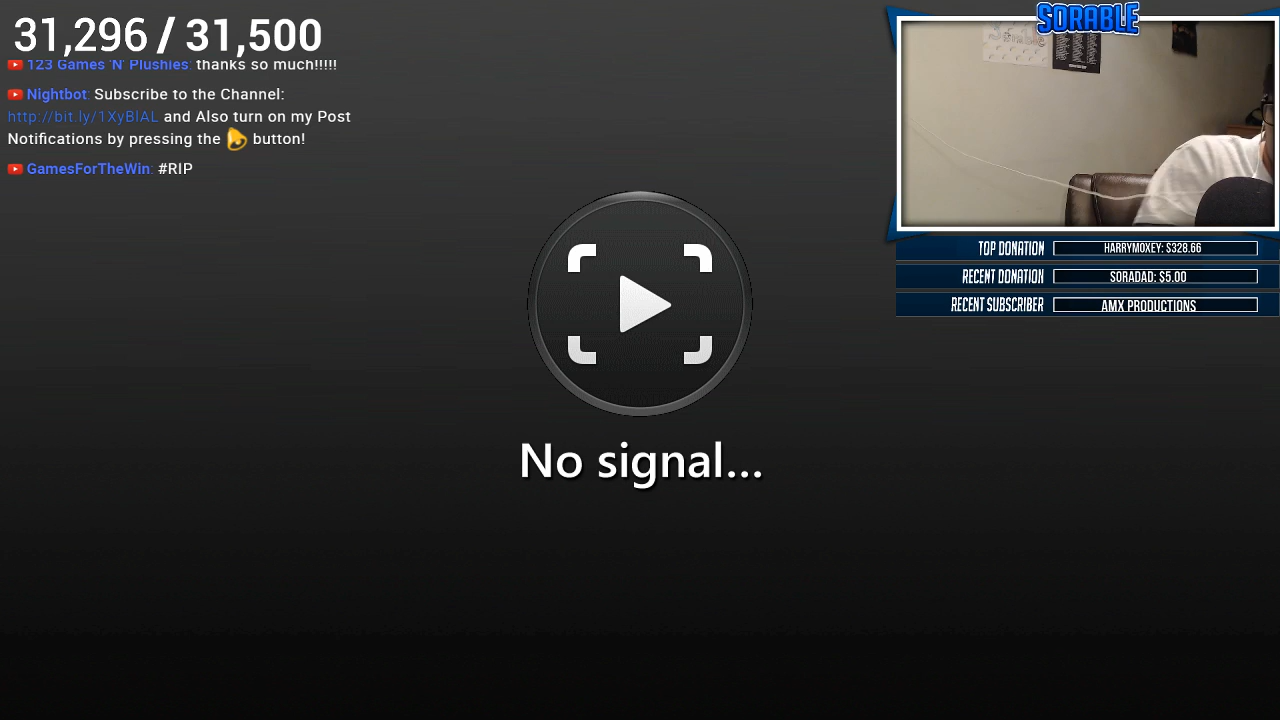 31,296 / 31,500
123 Games 'N' Plushies: thanks so much!!!!!
Nightbot: Subscribe to the Channel:
http://bit.ly/1XyBlAL and Also turn on my Post
Notifications by pressing the button!
GamesForTheWin: #RIP
SORABLE
TOP DONATION HARRYMOXEY: $328.66
RECENT DONATION SORADAD: $5.00
RECENT SUBSCRIBER AMX PRODUCTIONS
No signal...